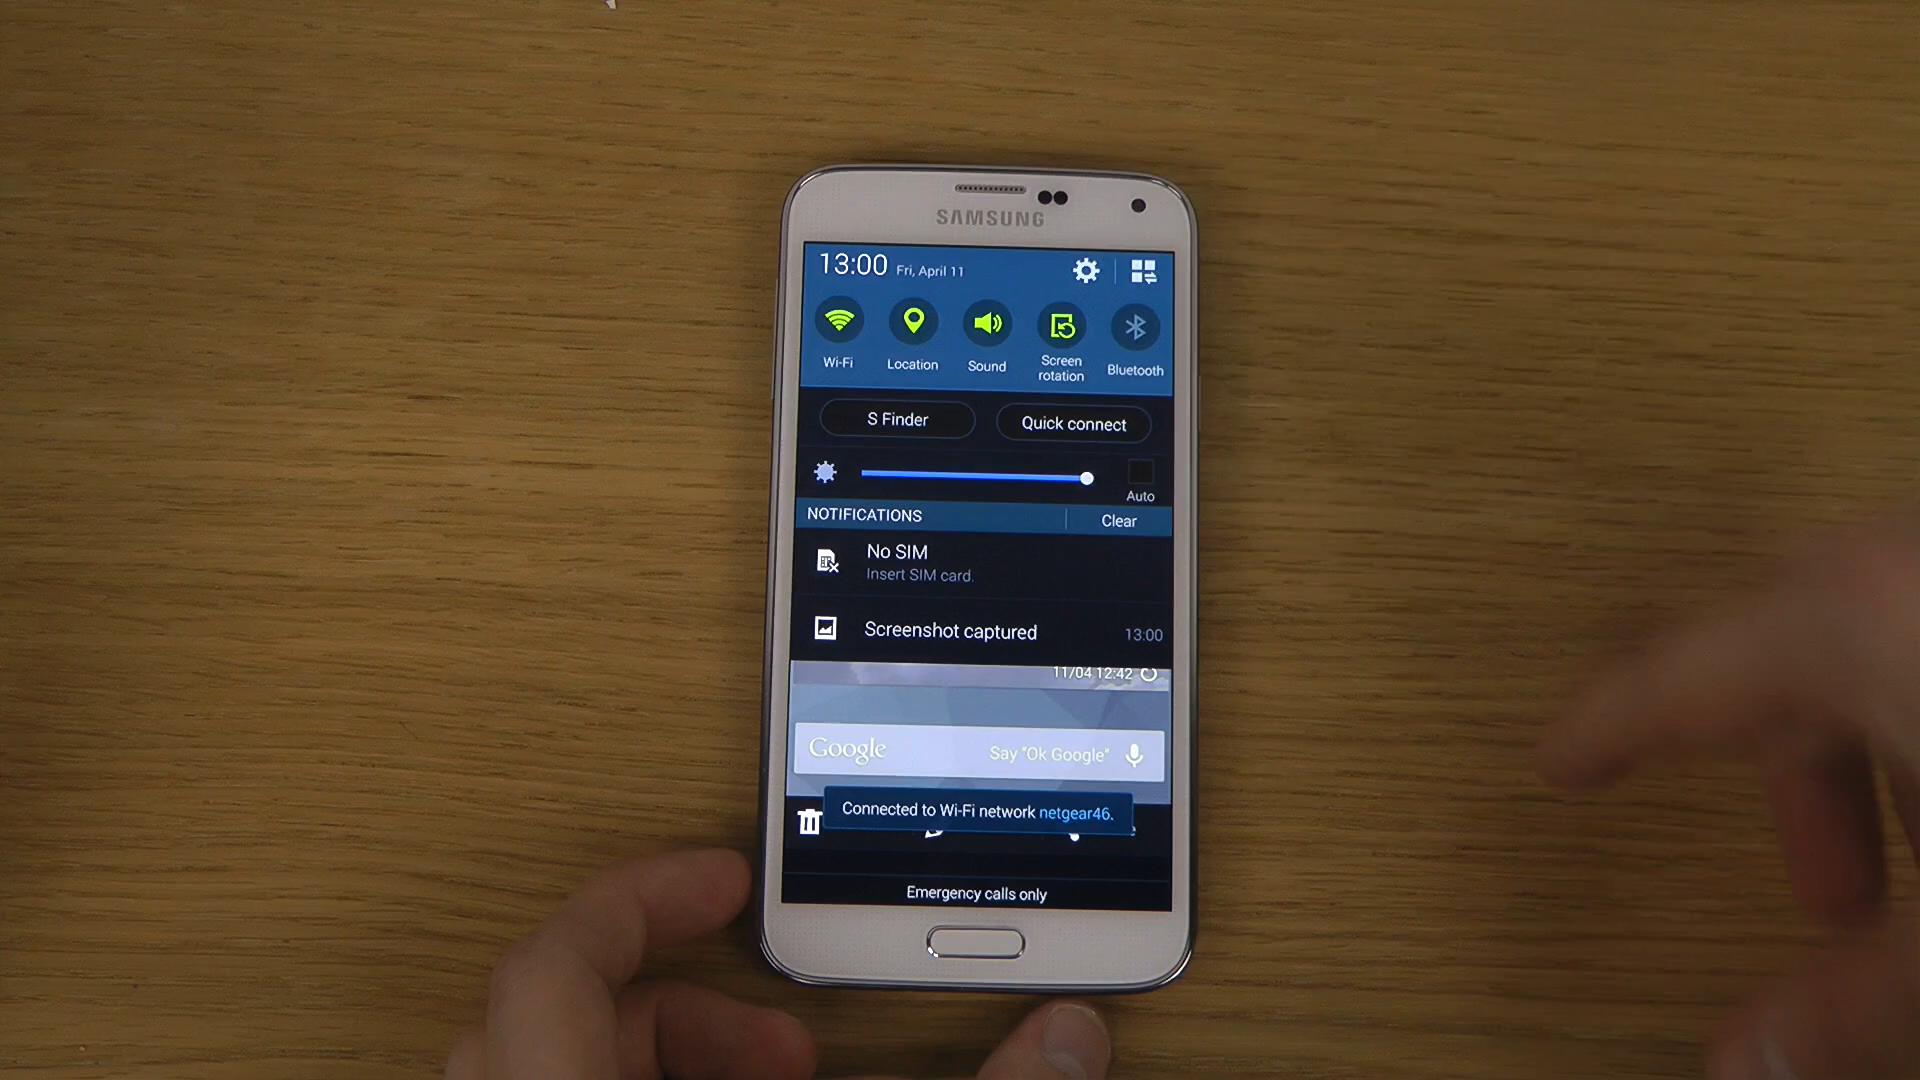 SAMSUNG
13:00 Fri, April 11
Wi-Fi Location Sound Screen rotation Bluetooth
S Finder Quick connect
Auto
NOTIFICATIONS Clear
No SIM
Insert SIM card.
Screenshot captured 13:00
11/04 12:42
Google Say "Ok Google"
Connected to Wi-Fi network netgear46.
Emergency calls only